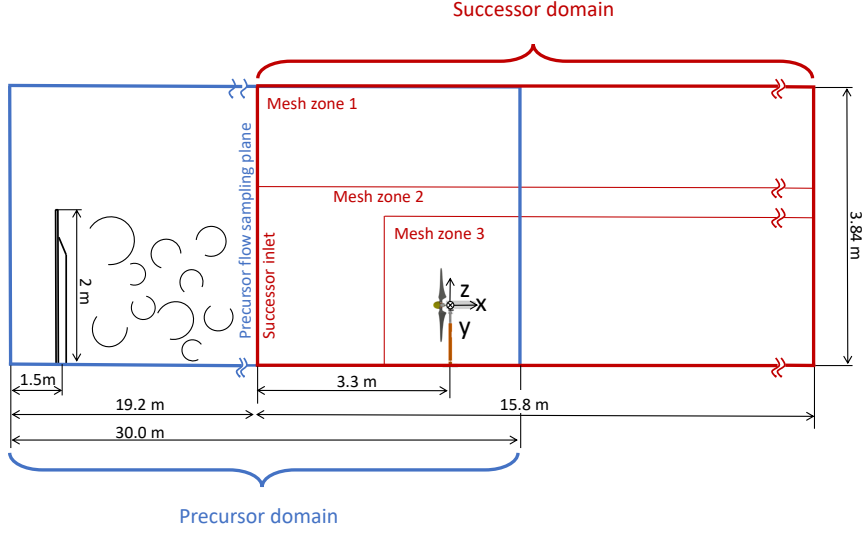 Successor domain
Mesh zone 1
Precursor flow sampling plane
Successor inlet
Mesh zone 2
Mesh zone 3
2 m
z
x
y
3.84 m
1.5m
3.3 m
19.2 m
15.8 m
30.0 m
Precursor domain